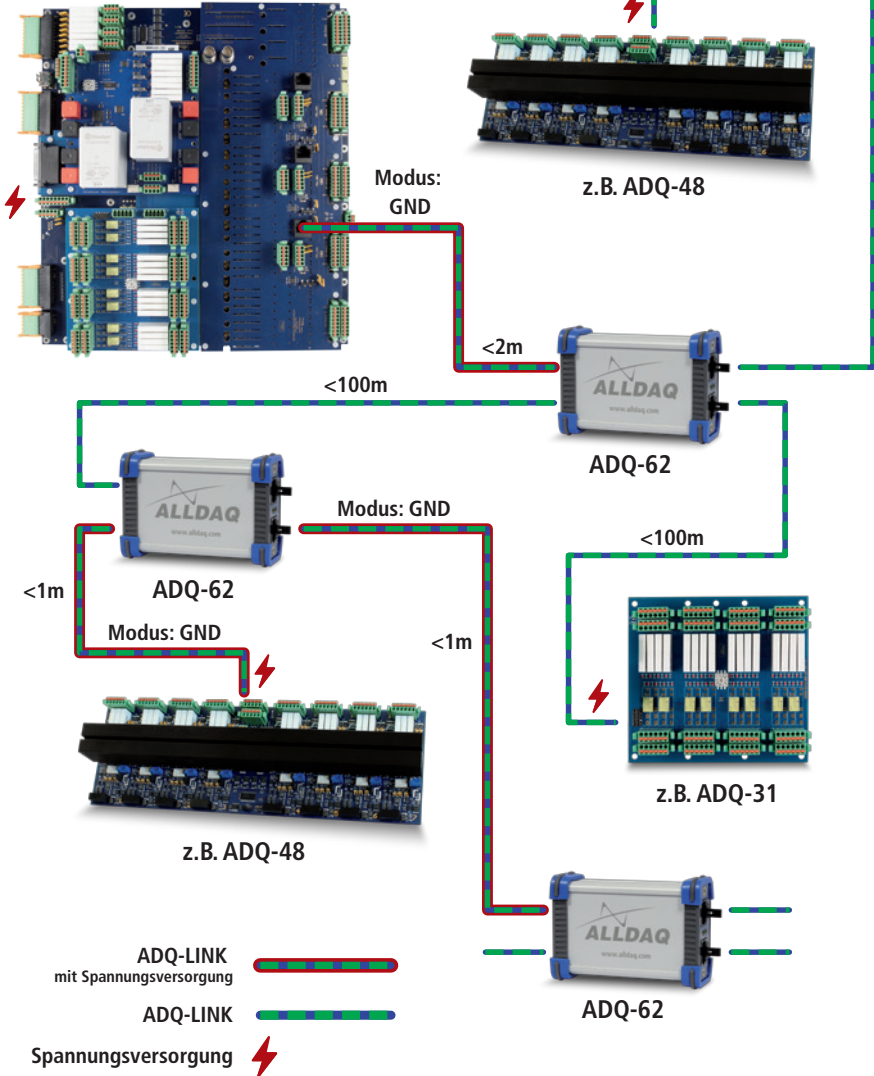 z.B. ADQ-48
Modus:
GND
<2m
ALLDAQ
www.alldaq.com
ADQ-62
<100m
ALLDAQ
www.alldaq.com
ADQ-62
Modus: GND
<100m
<1m
Modus: GND
<1m
z.B. ADQ-31
z.B. ADQ-48
ALLDAQ
www.alldaq.com
ADQ-62
ADQ-LINK
mit Spannungsversorgung
ADQ-LINK
Spannungsversorgung